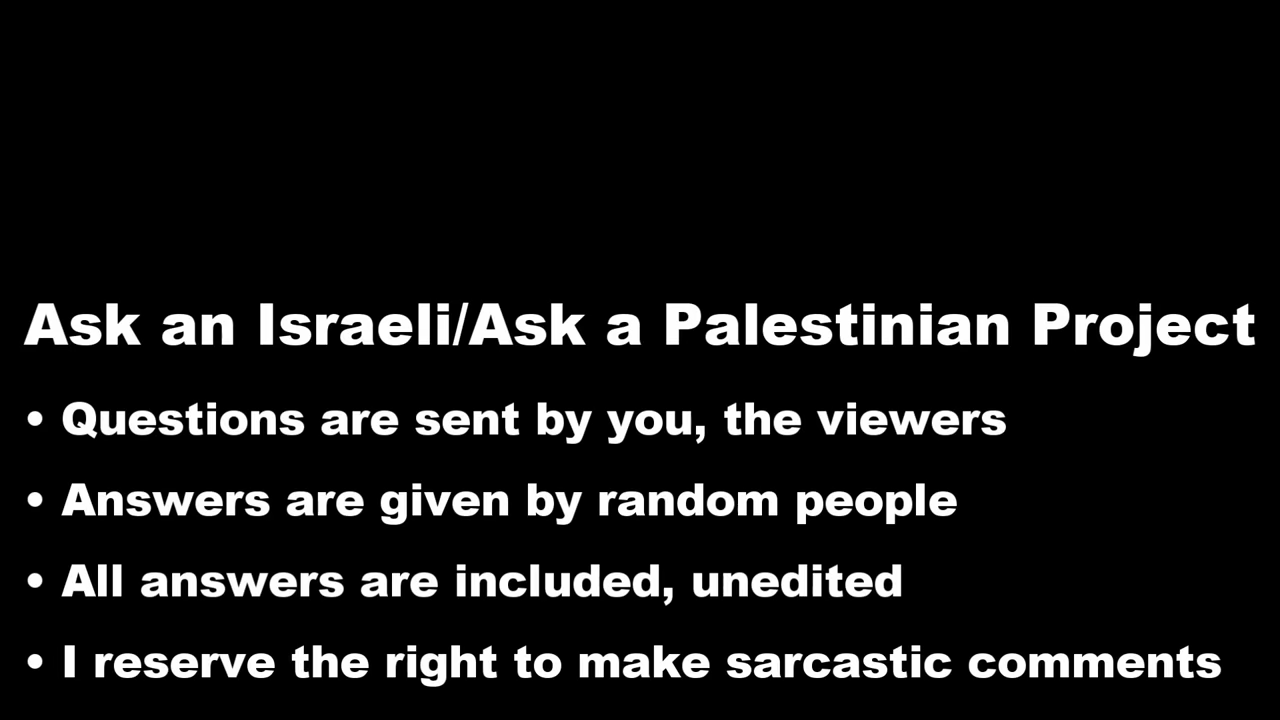 Ask an Israeli/Ask a Palestinian Project
• Questions are sent by you, the viewers
• Answers are given by random people
• All answers are included, unedited
• I reserve the right to make sarcastic comments